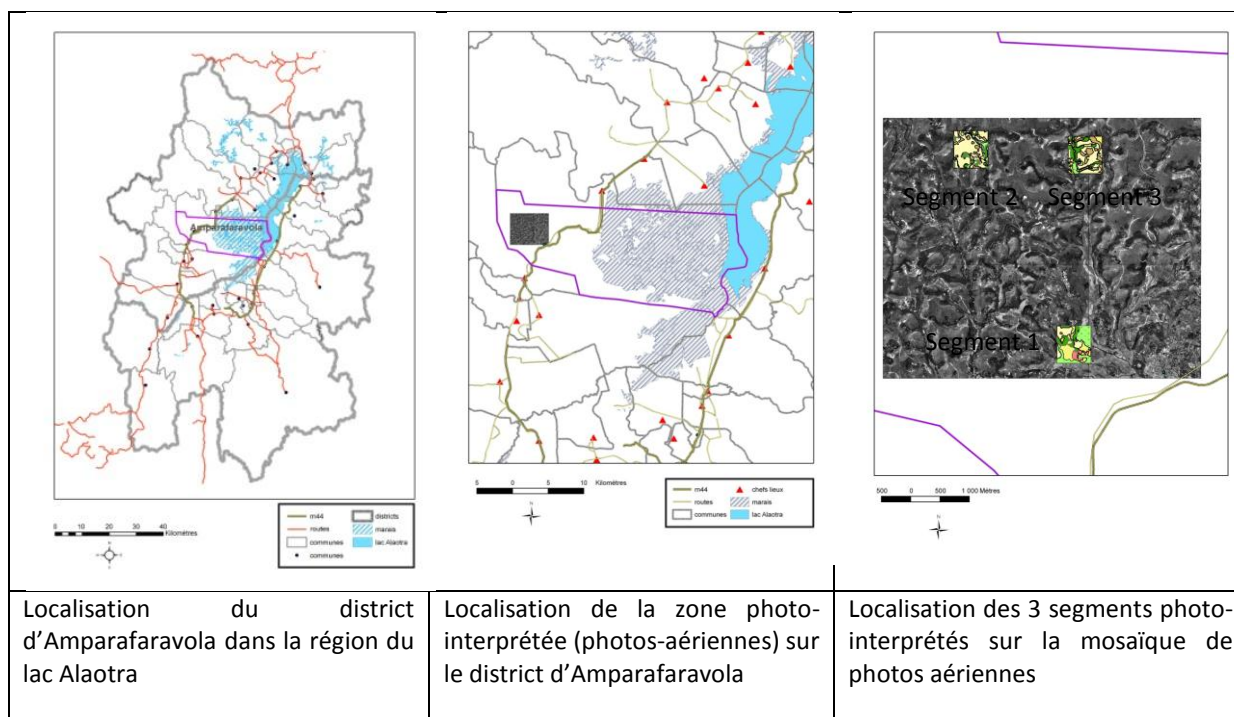 Amparafaravola
0 10 20 30 40
Kilomètres
m44
routes
communes
communes
districts
marais
lac Alaotra
5 0 5 10 Kilomètres
N
m44
routes
communes
chefs lieux
marais
lac Alaotra
Segment 2
Segment 3
Segment 1
500 0 500 1 000 Mètres
N
Localisation du district
d’Amparafaravola dans la région du
lac Alaotra
Localisation de la zone photo-
interprétée (photos-aériennes) sur
le district d’Amparafaravola
Localisation des 3 segments photo-
interprétés sur la mosaïque de
photos aériennes